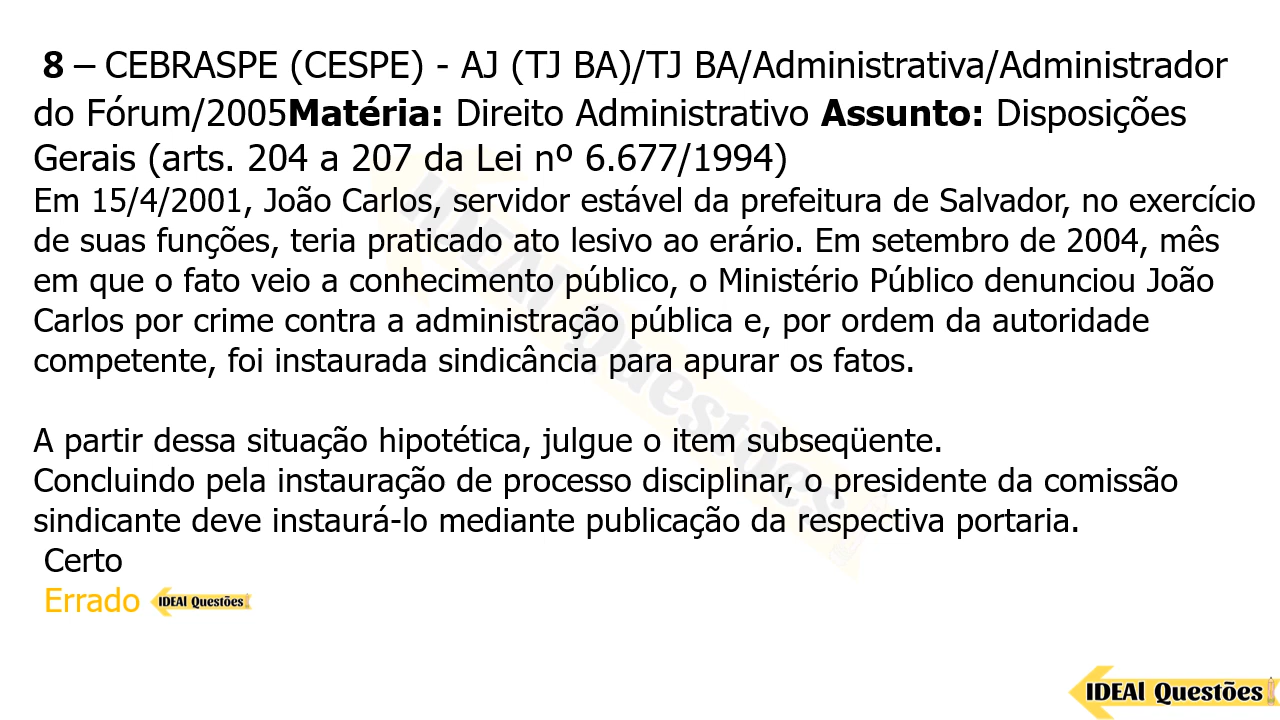 8 – CEBRASPE (CESPE) - AJ (TJ BA)/TJ BA/Administrativa/Administrador
do Fórum/2005Matéria: Direito Administrativo Assunto: Disposições
Gerais (arts. 204 a 207 da Lei nº 6.677/1994)
Em 15/4/2001, João Carlos, servidor estável da prefeitura de Salvador, no exercício
de suas funções, teria praticado ato lesivo ao erário. Em setembro de 2004, mês
em que o fato veio a conhecimento público, o Ministério Público denunciou João
Carlos por crime contra a administração pública e, por ordem da autoridade
competente, foi instaurada sindicância para apurar os fatos.
A partir dessa situação hipotética, julgue o item subseqüente.
Concluindo pela instauração de processo disciplinar, o presidente da comissão
sindicante deve instaurá-lo mediante publicação da respectiva portaria.
Certo
Errado IDEAl Questões
IDEAl Questões
IDEAl Questões